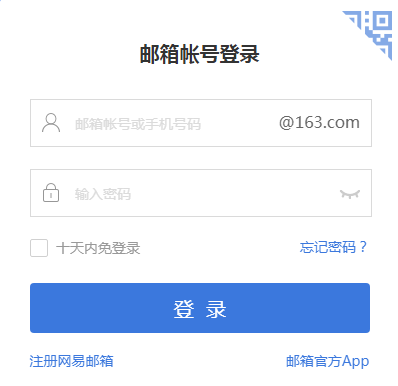 邮箱帐号登录
邮箱帐号或手机号码 @163.com
输入密码
十天内免登录 忘记密码？
登 录
注册网易邮箱 邮箱官方App